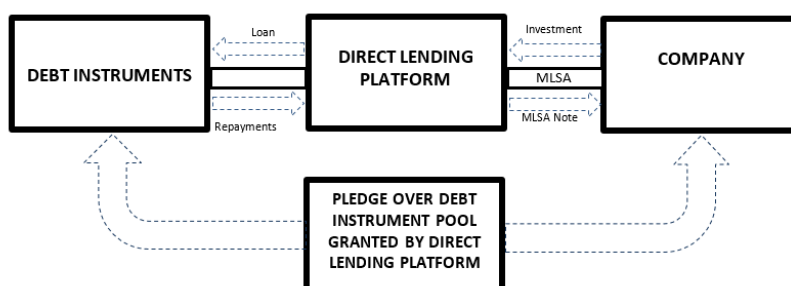 Loan
Investment
DEBT INSTRUMENTS
DIRECT LENDING
PLATFORM
MLSA
COMPANY
Repayments
MLSA Note
PLEDGE OVER DEBT
INSTRUMENT POOL
GRANTED BY DIRECT
LENDING PLATFORM